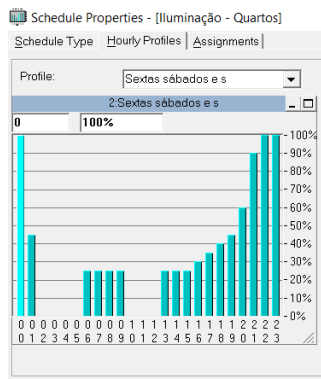 Schedule Properties - [Iluminação - Quartos]
Schedule Type Hourly Profiles Assignments
Profile: Sextas sábados e s
2:Sextas sábados e s
0 100%
100%
90%
80%
70%
60%
50%
40%
30%
20%
10%
0%
0 0 0 0 0 0 0 0 0 0 1 1 1 1 1 1 1 1 1 1 2 2 2 2
0 1 2 3 4 5 6 7 8 9 0 1 2 3 4 5 6 7 8 9 0 1 2 3